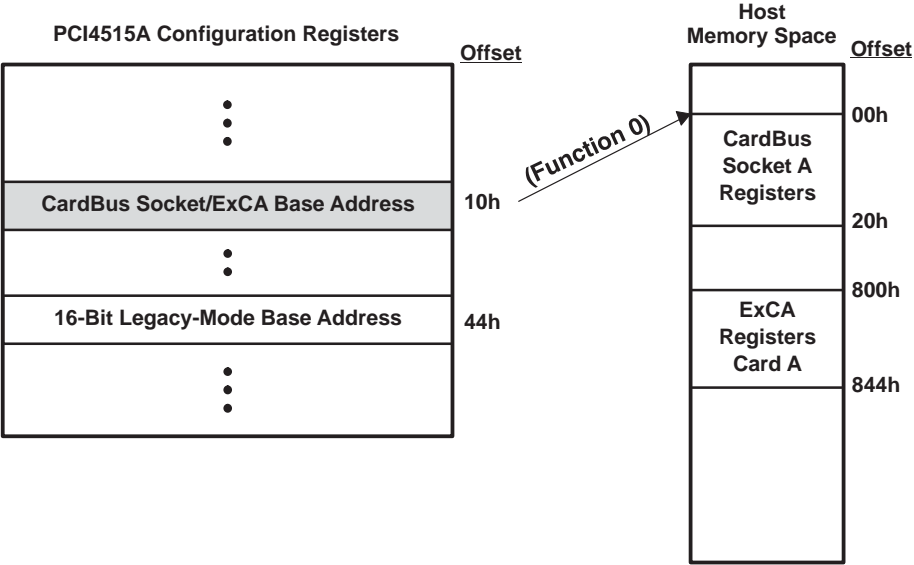 PCI4515A Configuration Registers
Offset
CardBus Socket/ExCA Base Address
10h
16-Bit Legacy-Mode Base Address
44h
(Function 0)
Host
Memory Space
Offset
00h
CardBus
Socket A
Registers
20h
800h
ExCA
Registers
Card A
844h